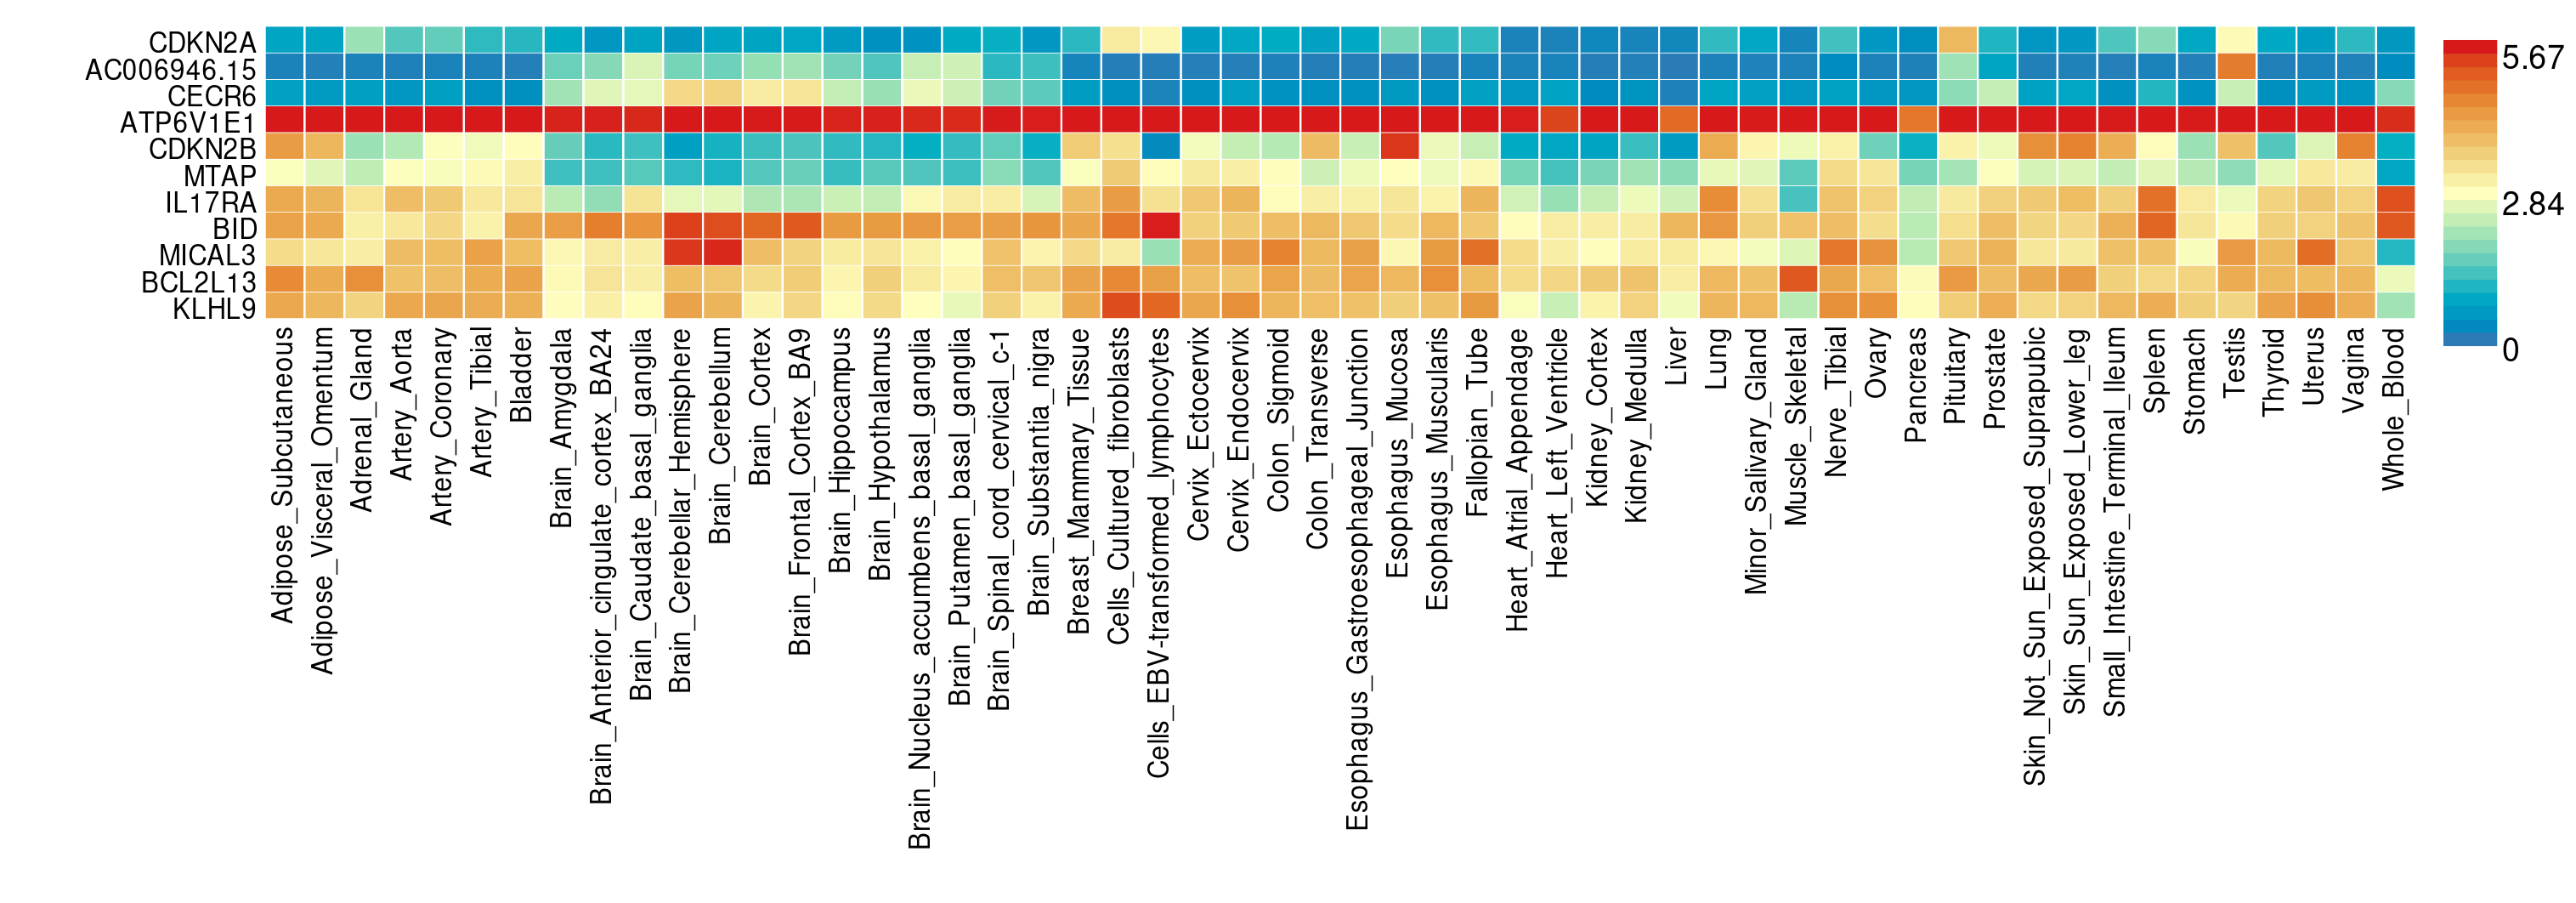 CDKN2A
AC006946.15
CECR6
ATP6V1E1
CDKN2B
MTAP
IL17RA
BID
MICAL3
BCL2L13
KLHL9
5.67
2.84
0
Adipose_Subcutaneous
Adipose_Visceral_Omentum
Adrenal_Gland
Artery_Aorta
Artery_Coronary
Artery_Tibial
Bladder
Brain_Amygdala
Brain_Anterior_cingulate_cortex_BA24
Brain_Caudate_basal_ganglia
Brain_Cerebellar_Hemisphere
Brain_Cerebellum
Brain_Cortex
Brain_Frontal_Cortex_BA9
Brain_Hippocampus
Brain_Hypothalamus
Brain_Nucleus_accumbens_basal_ganglia
Brain_Putamen_basal_ganglia
Brain_Spinal_cord_cervical_c-1
Brain_Substantia_nigra
Breast_Mammary_Tissue
Cells_Cultured_fibroblasts
Cells_EBV-transformed_lymphocytes
Cervix_Ectocervix
Cervix_Endocervix
Colon_Sigmoid
Colon_Transverse
Esophagus_Gastroesophageal_Junction
Esophagus_Mucosa
Esophagus_Muscularis
Fallopian_Tube
Heart_Atrial_Appendage
Heart_Left_Ventricle
Kidney_Cortex
Kidney_Medulla
Liver
Lung
Minor_Salivary_Gland
Muscle_Skeletal
Nerve_Tibial
Ovary
Pancreas
Pituitary
Prostate
Skin_Not_Sun_Exposed_Suprapubic
Skin_Sun_Exposed_Lower_leg
Small_Intestine_Terminal_Ileum
Spleen
Stomach
Testis
Thyroid
Uterus
Vagina
Whole_Blood